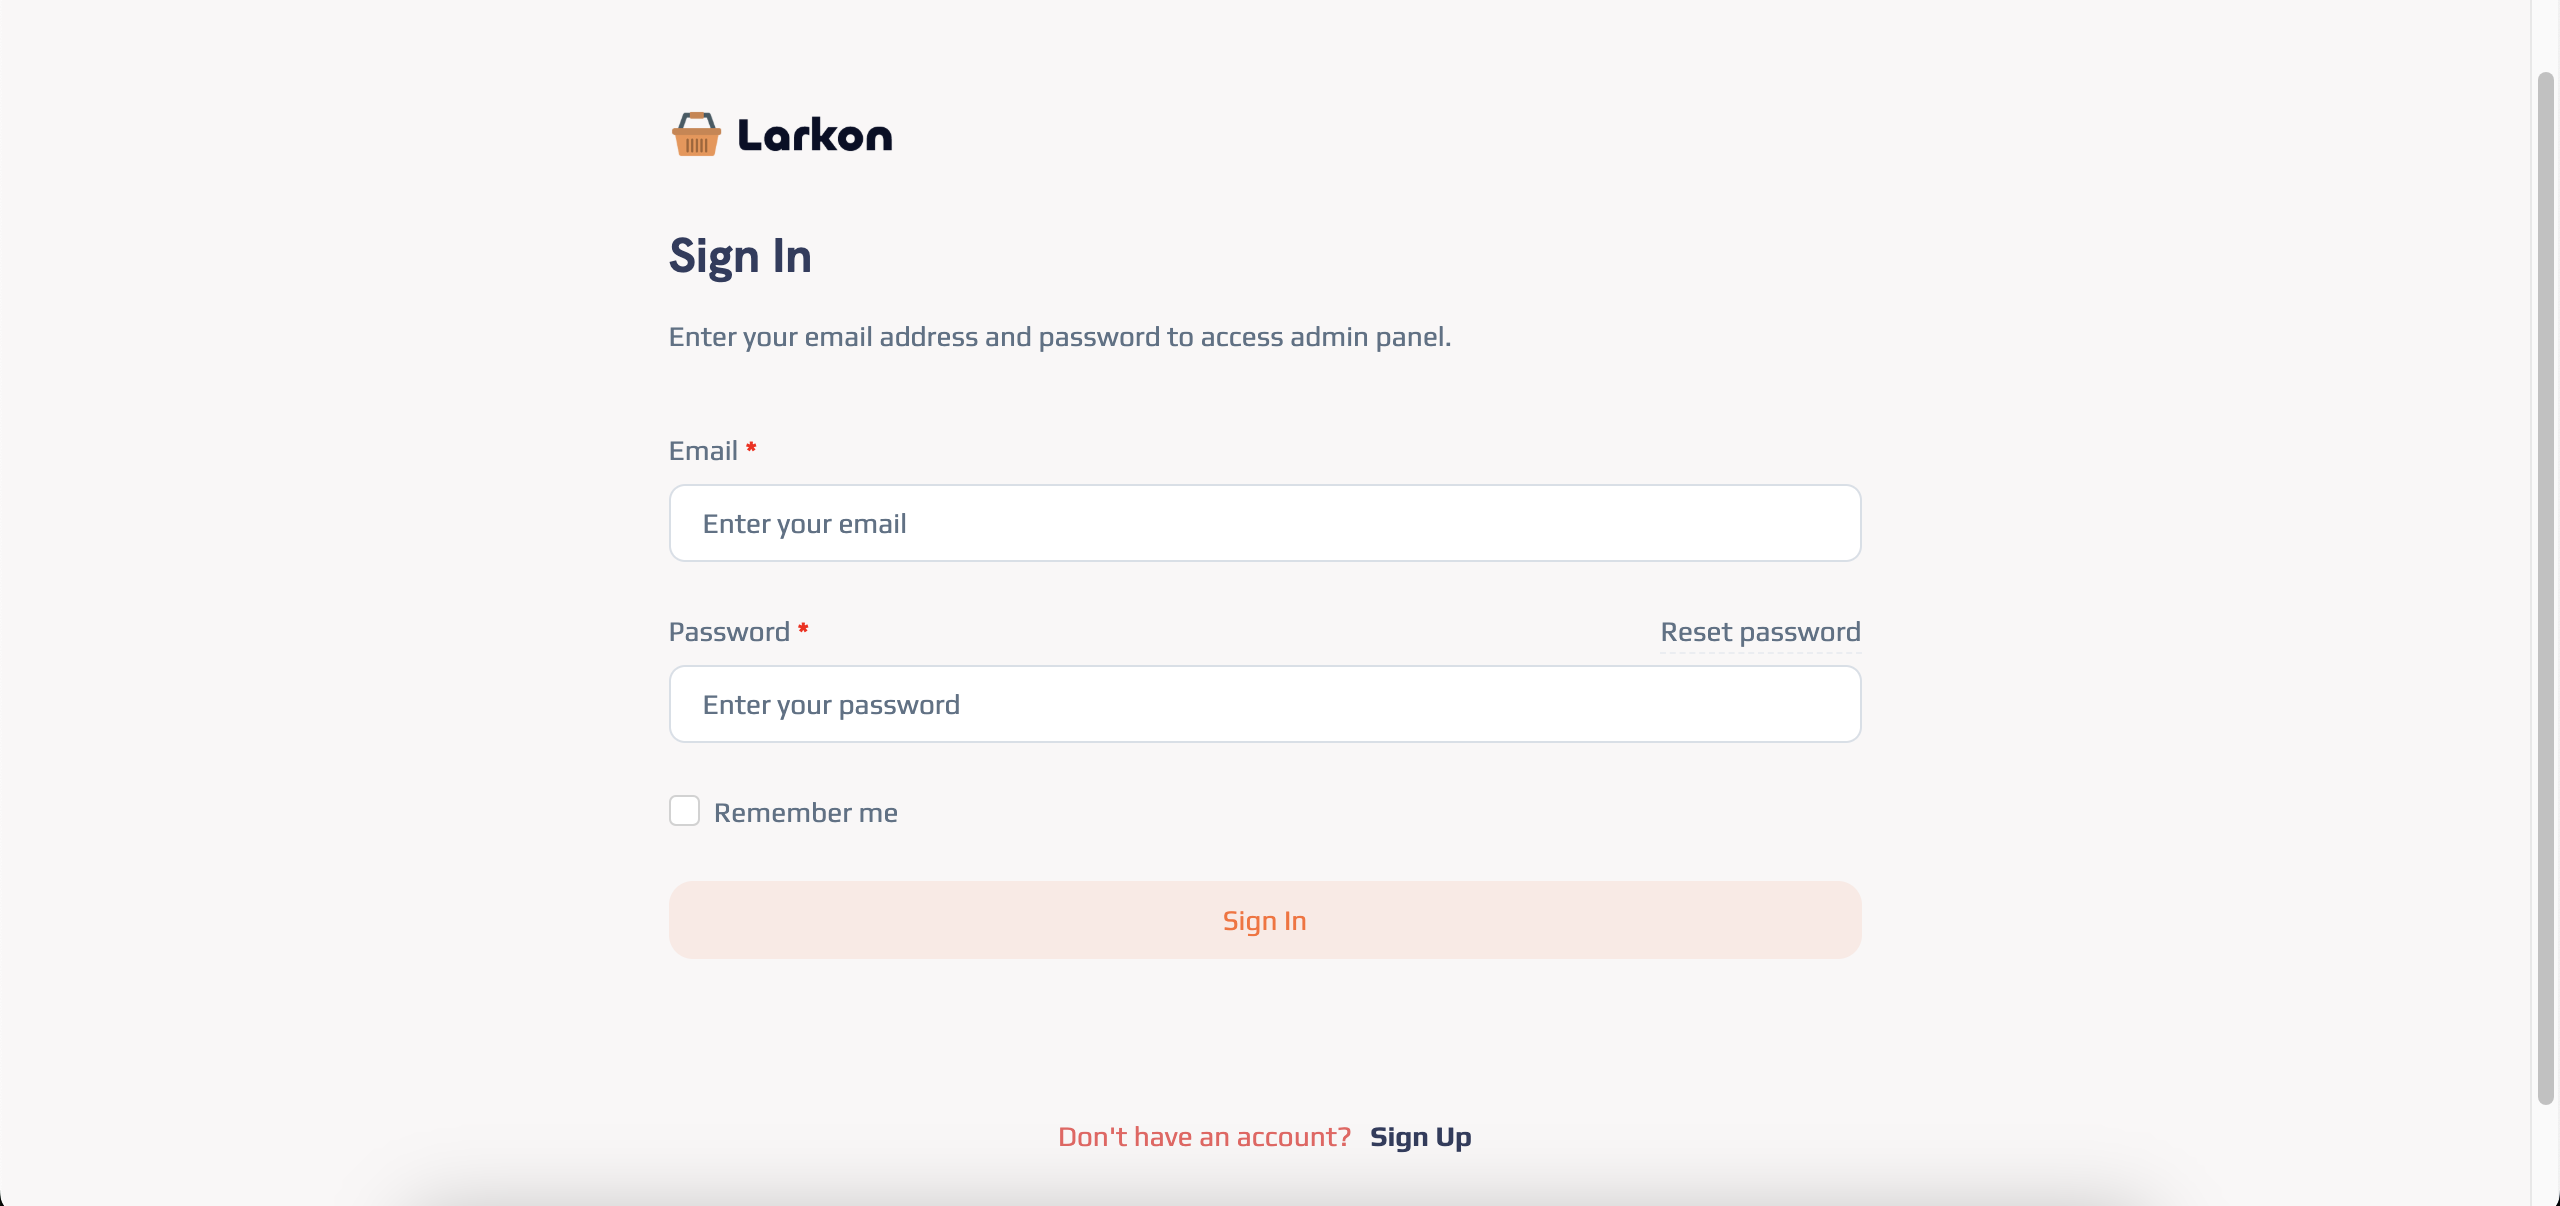 Larkon
Sign In
Enter your email address and password to access admin panel.
Email *
Enter your email
Password * Reset password
Enter your password
Remember me
Sign In
Don't have an account? Sign Up